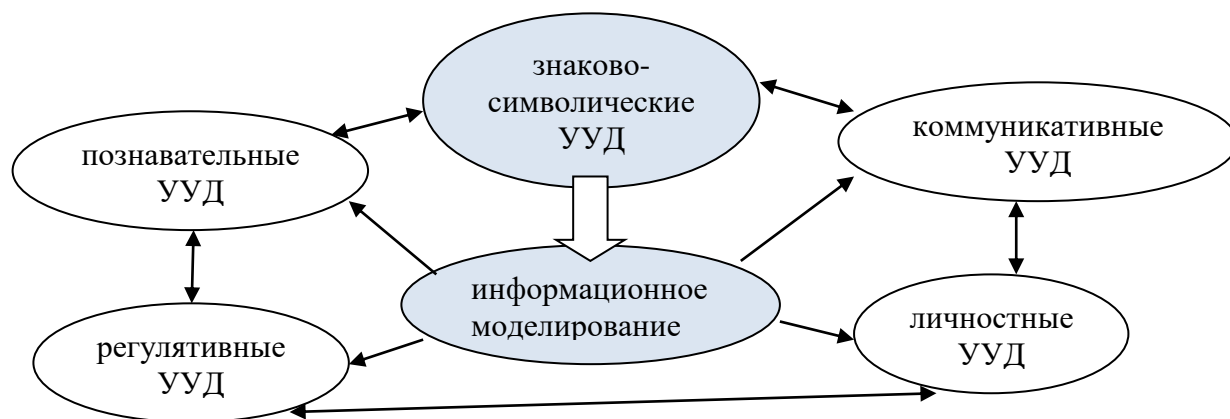 знаково-
символические
УУД
коммуникативные
УУД
познавательные
УУД
информационное
моделирование
личностные
УУД
регулятивные
УУД